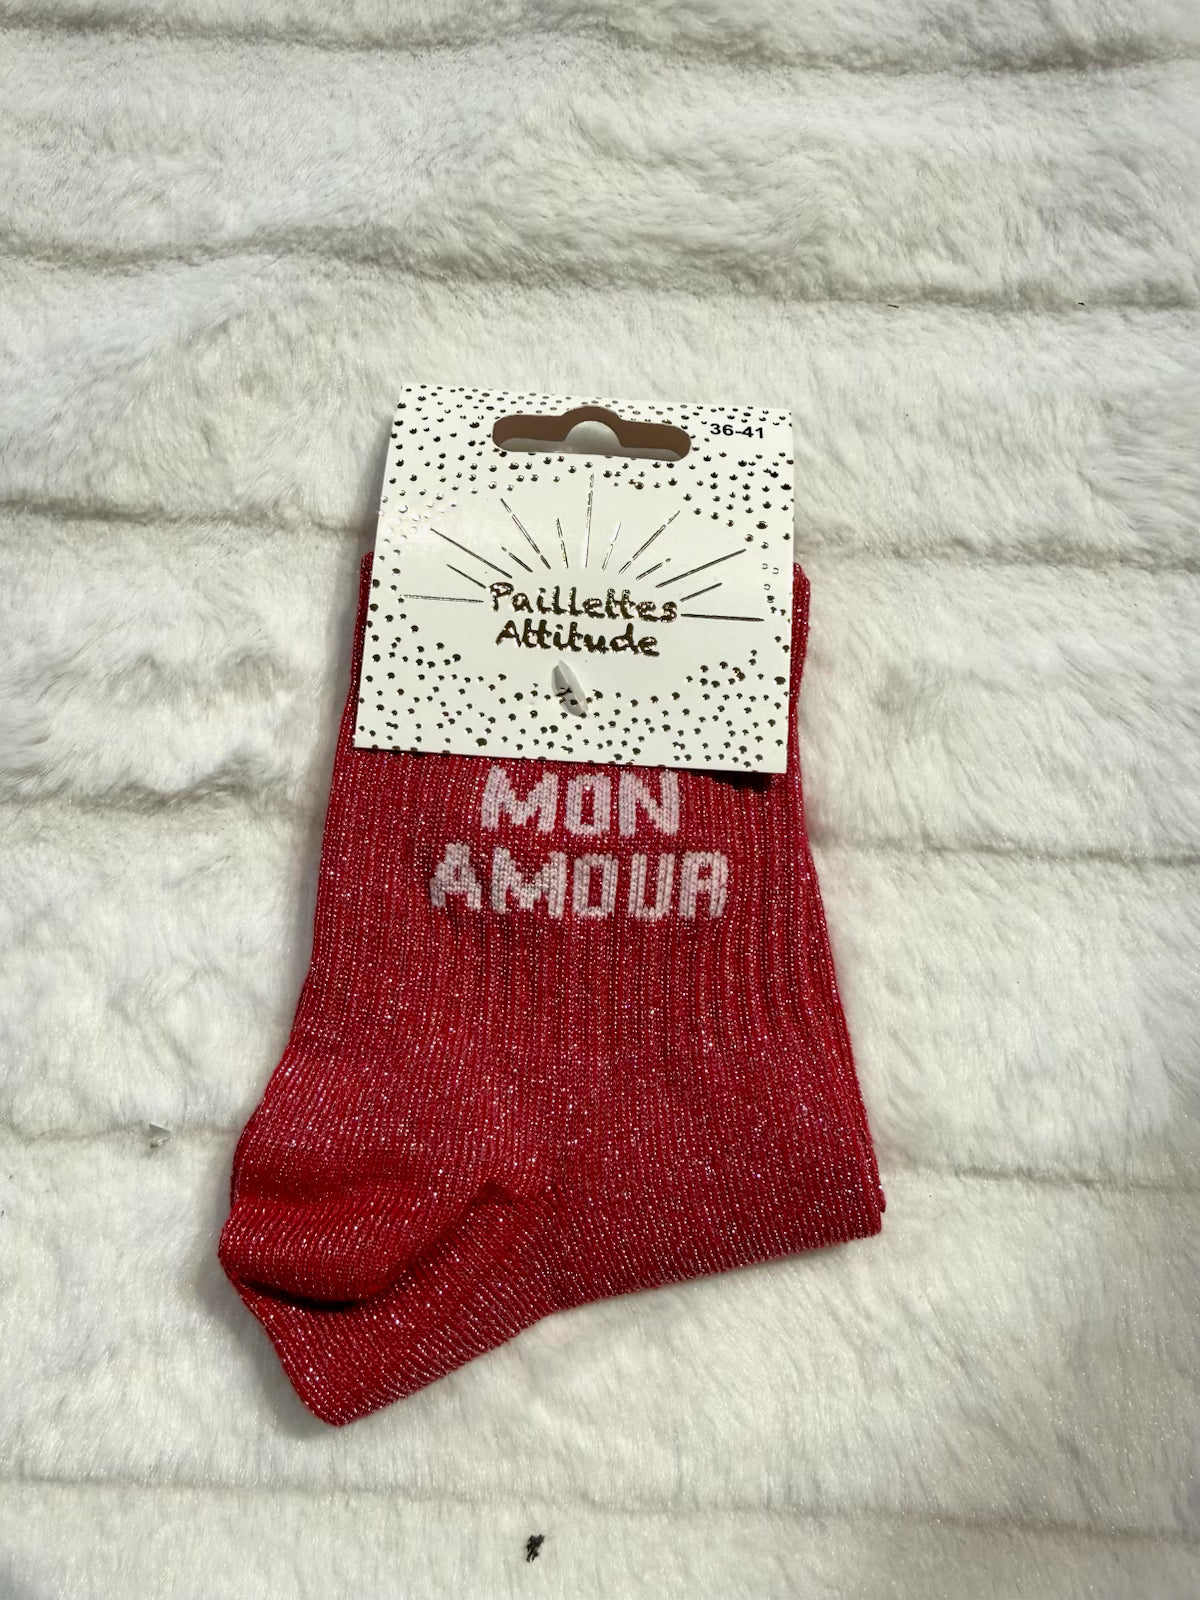 36-41
Paillettes
Attitude
MON
AMOUR